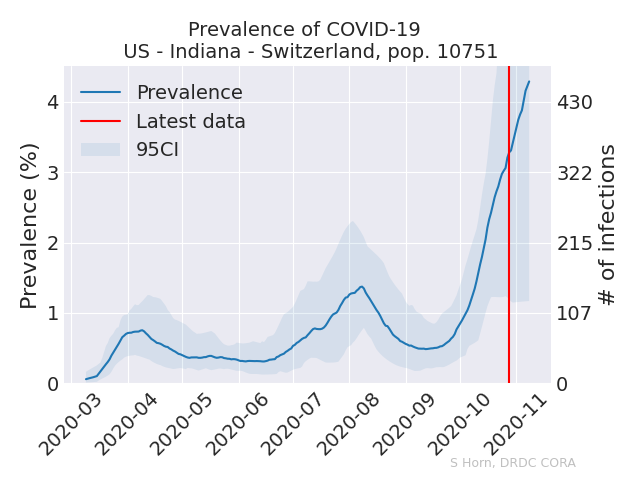 Prevalence of COVID-19
US - Indiana - Switzerland, pop. 10751
Prevalence
Latest data
95CI
Prevalence (%)
4
3
2
1
0
430
322
215
107
0
# of infections
2020-03
2020-04
2020-05
2020-06
2020-07
2020-08
2020-09
2020-10
2020-11
S Horn, DRDC CORA